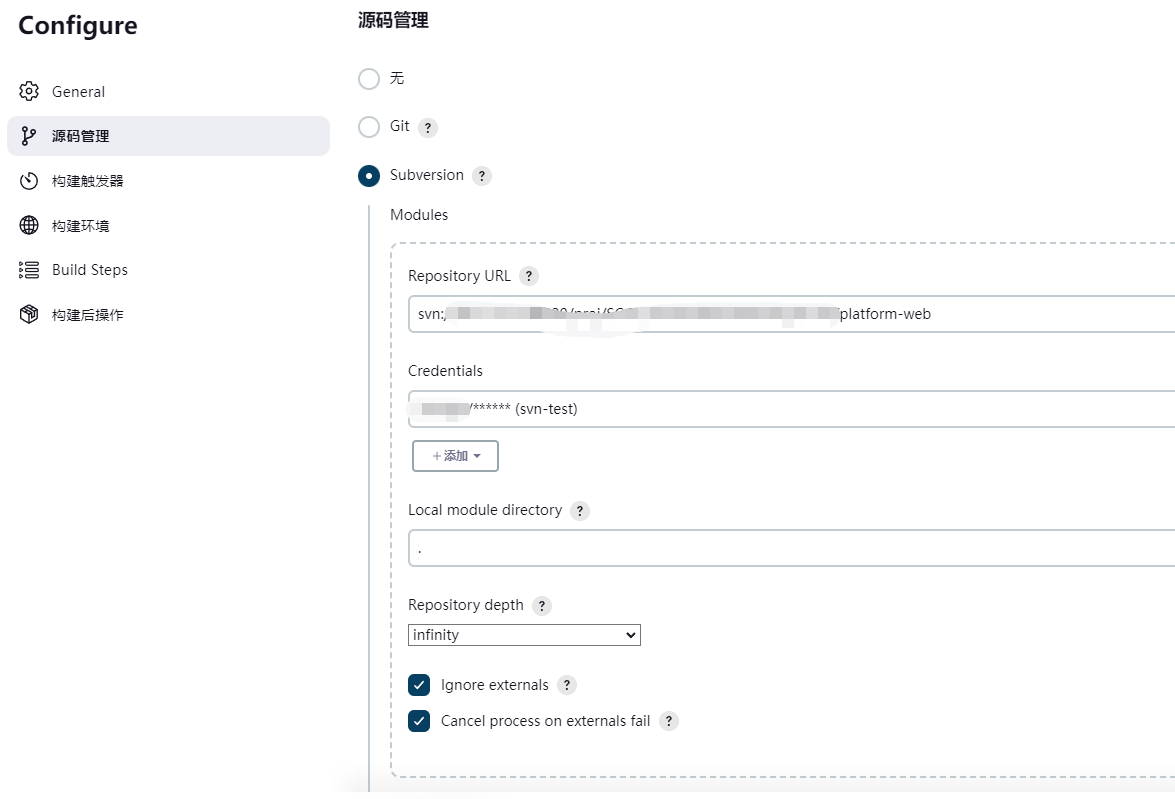 Configure
General
源码管理
构建触发器
构建环境
Build Steps
构建后操作
源码管理
无
Git ?
Subversion ?
Modules
Repository URL ?
svn:/ platform-web
Credentials
/****** (svn-test)
+ 添加
Local module directory ?
.
Repository depth ?
infinity
Ignore externals ?
Cancel process on externals fail ?